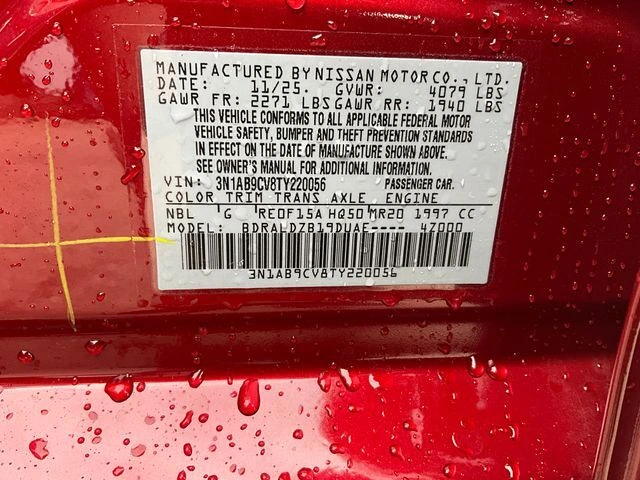 MANUFACTURED BY NISSAN MOTOR CO., LTD.
DATE: 11/25. GVWR: 4079 LBS
GAWR FR: 2271 LBS GAWR RR: 1940 LBS
THIS VEHICLE CONFORMS TO ALL APPLICABLE FEDERAL MOTOR
VEHICLE SAFETY, BUMPER AND THEFT PREVENTION STANDARDS
IN EFFECT ON THE DATE OF MANUFACTURE SHOWN ABOVE.
SEE OWNER'S MANUAL FOR ADDITIONAL INFORMATION.
VIN: 3N1AB9CV8TY220056 PASSENGER CAR.
COLOR TRIM TRANS AXLE ENGINE
NBL G RE0F15A HQ50 MR20 1997 CC
MODEL: BDRALDZB19DUAE---- 4Z000
3N1AB9CV8TY220056